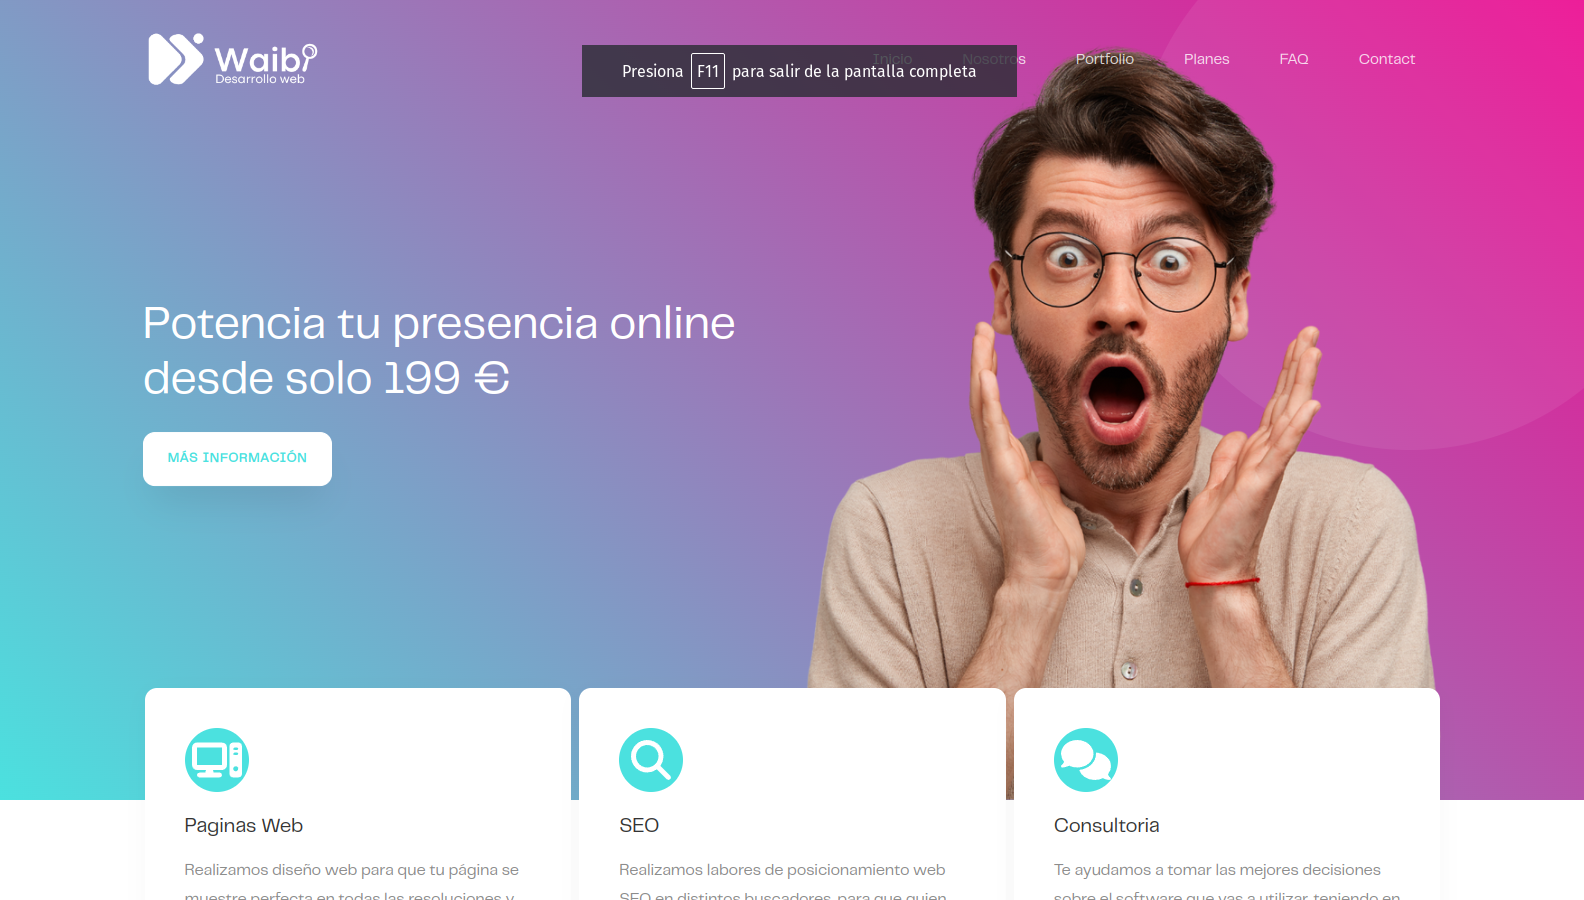 Waibi
Desarrollo web
Presiona F11 para salir de la pantalla completa
Inicio
Nosotros
Portfolio
Planes
FAQ
Contact
Potencia tu presencia online
desde solo 199 €
MÁS INFORMACIÓN
Paginas Web
Realizamos diseño web para que tu página se
muestre perfecta en todas las resoluciones y
SEO
Realizamos labores de posicionamiento web
SEO en distintos buscadores, para que quien
Consultoria
Te ayudamos a tomar las mejores decisiones
sobre el software que vas a utilizar, teniendo en